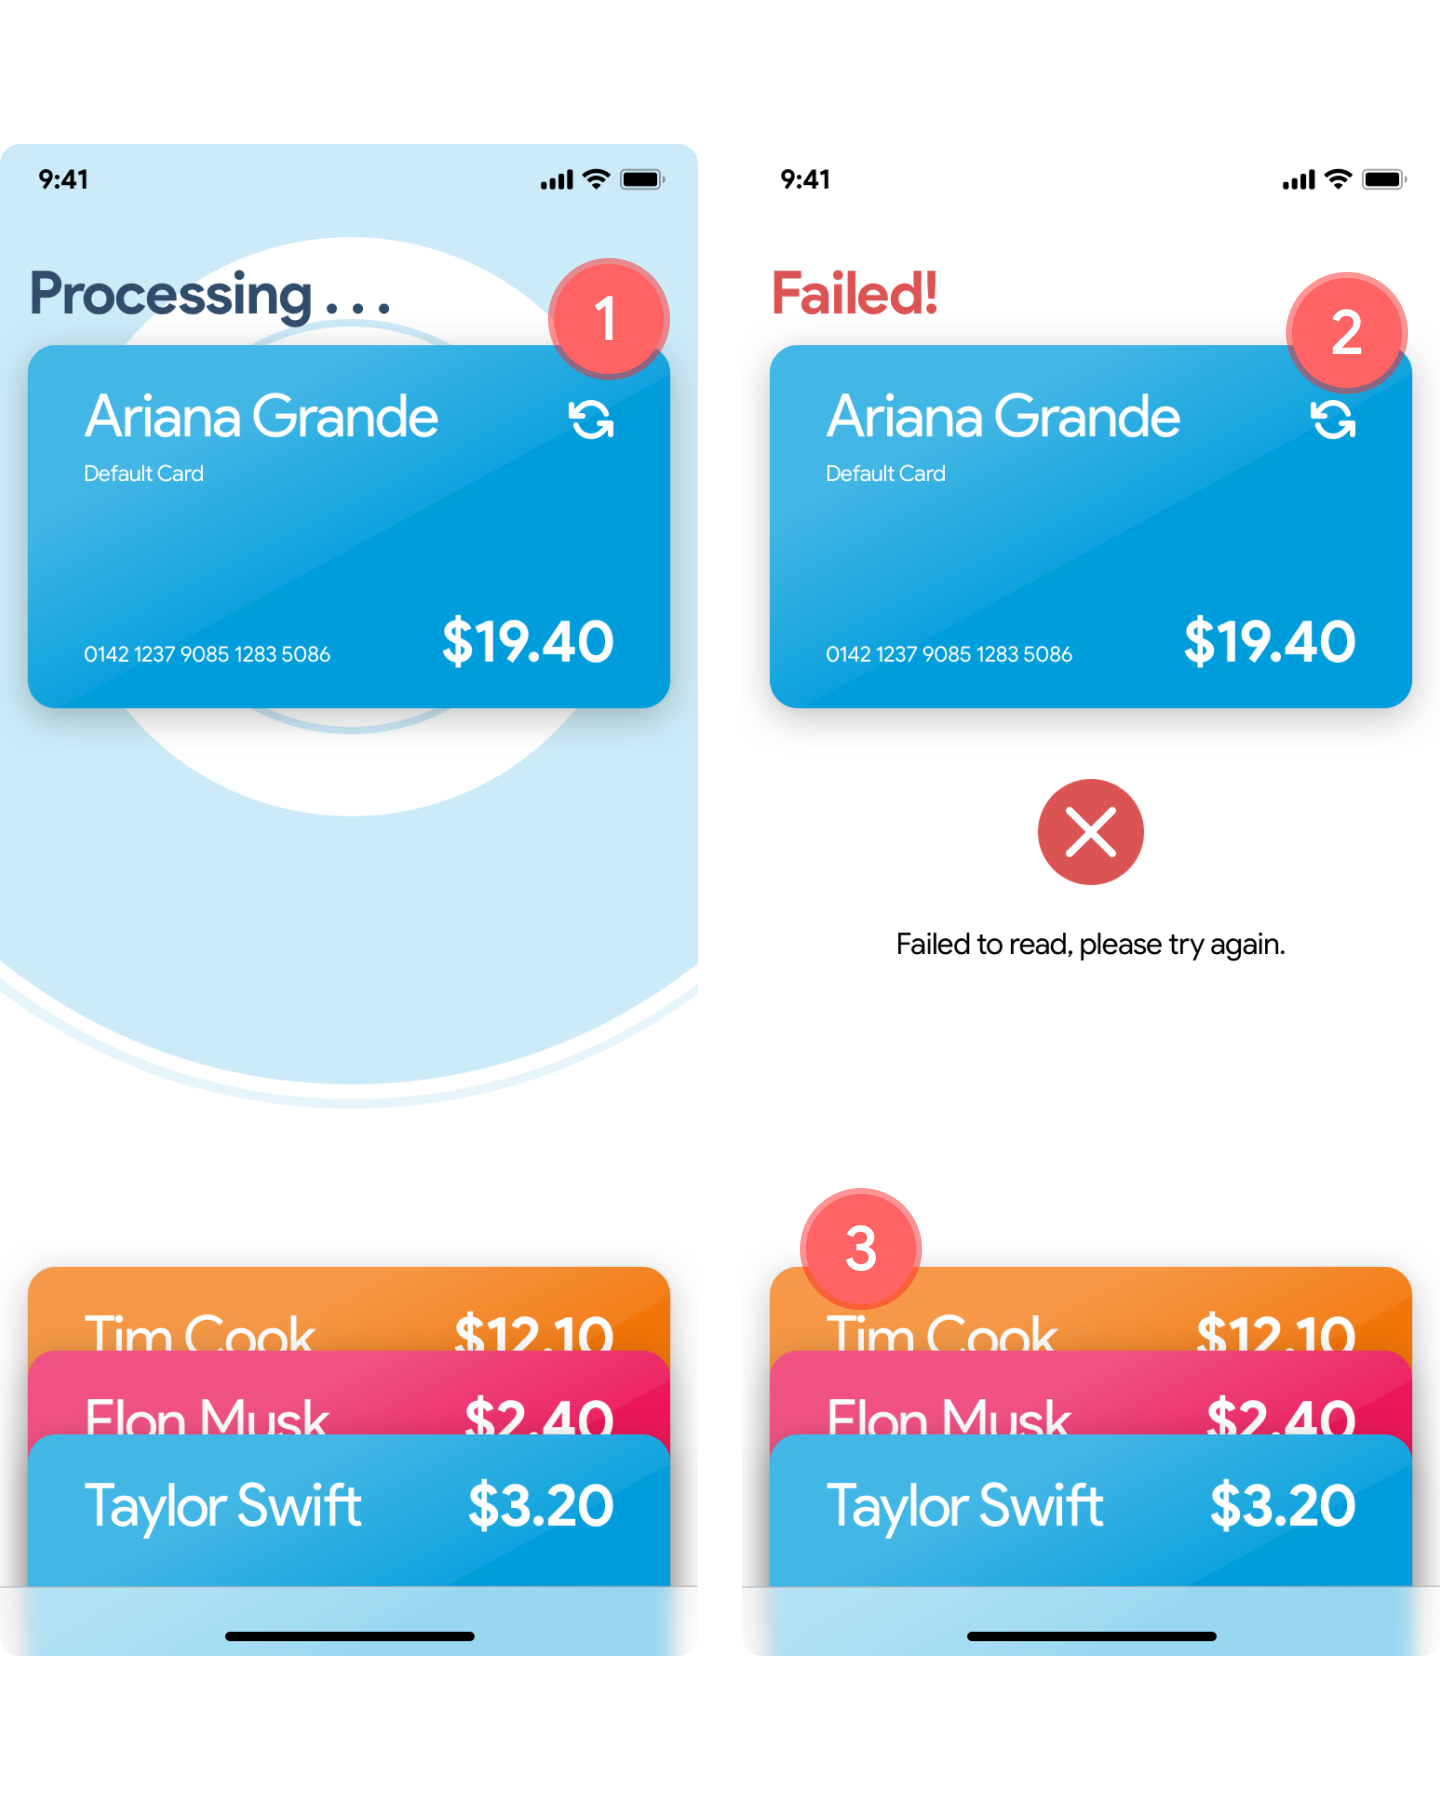 9:41
Processing . . .
1
Ariana Grande
Default Card
0142 1237 9085 1283 5086
$19.40
Tim Cook
$12.10
Elon Musk
$2.40
Taylor Swift
$3.20
9:41
Failed!
2
Ariana Grande
Default Card
0142 1237 9085 1283 5086
$19.40
Failed to read, please try again.
3
Tim Cook
$12.10
Elon Musk
$2.40
Taylor Swift
$3.20